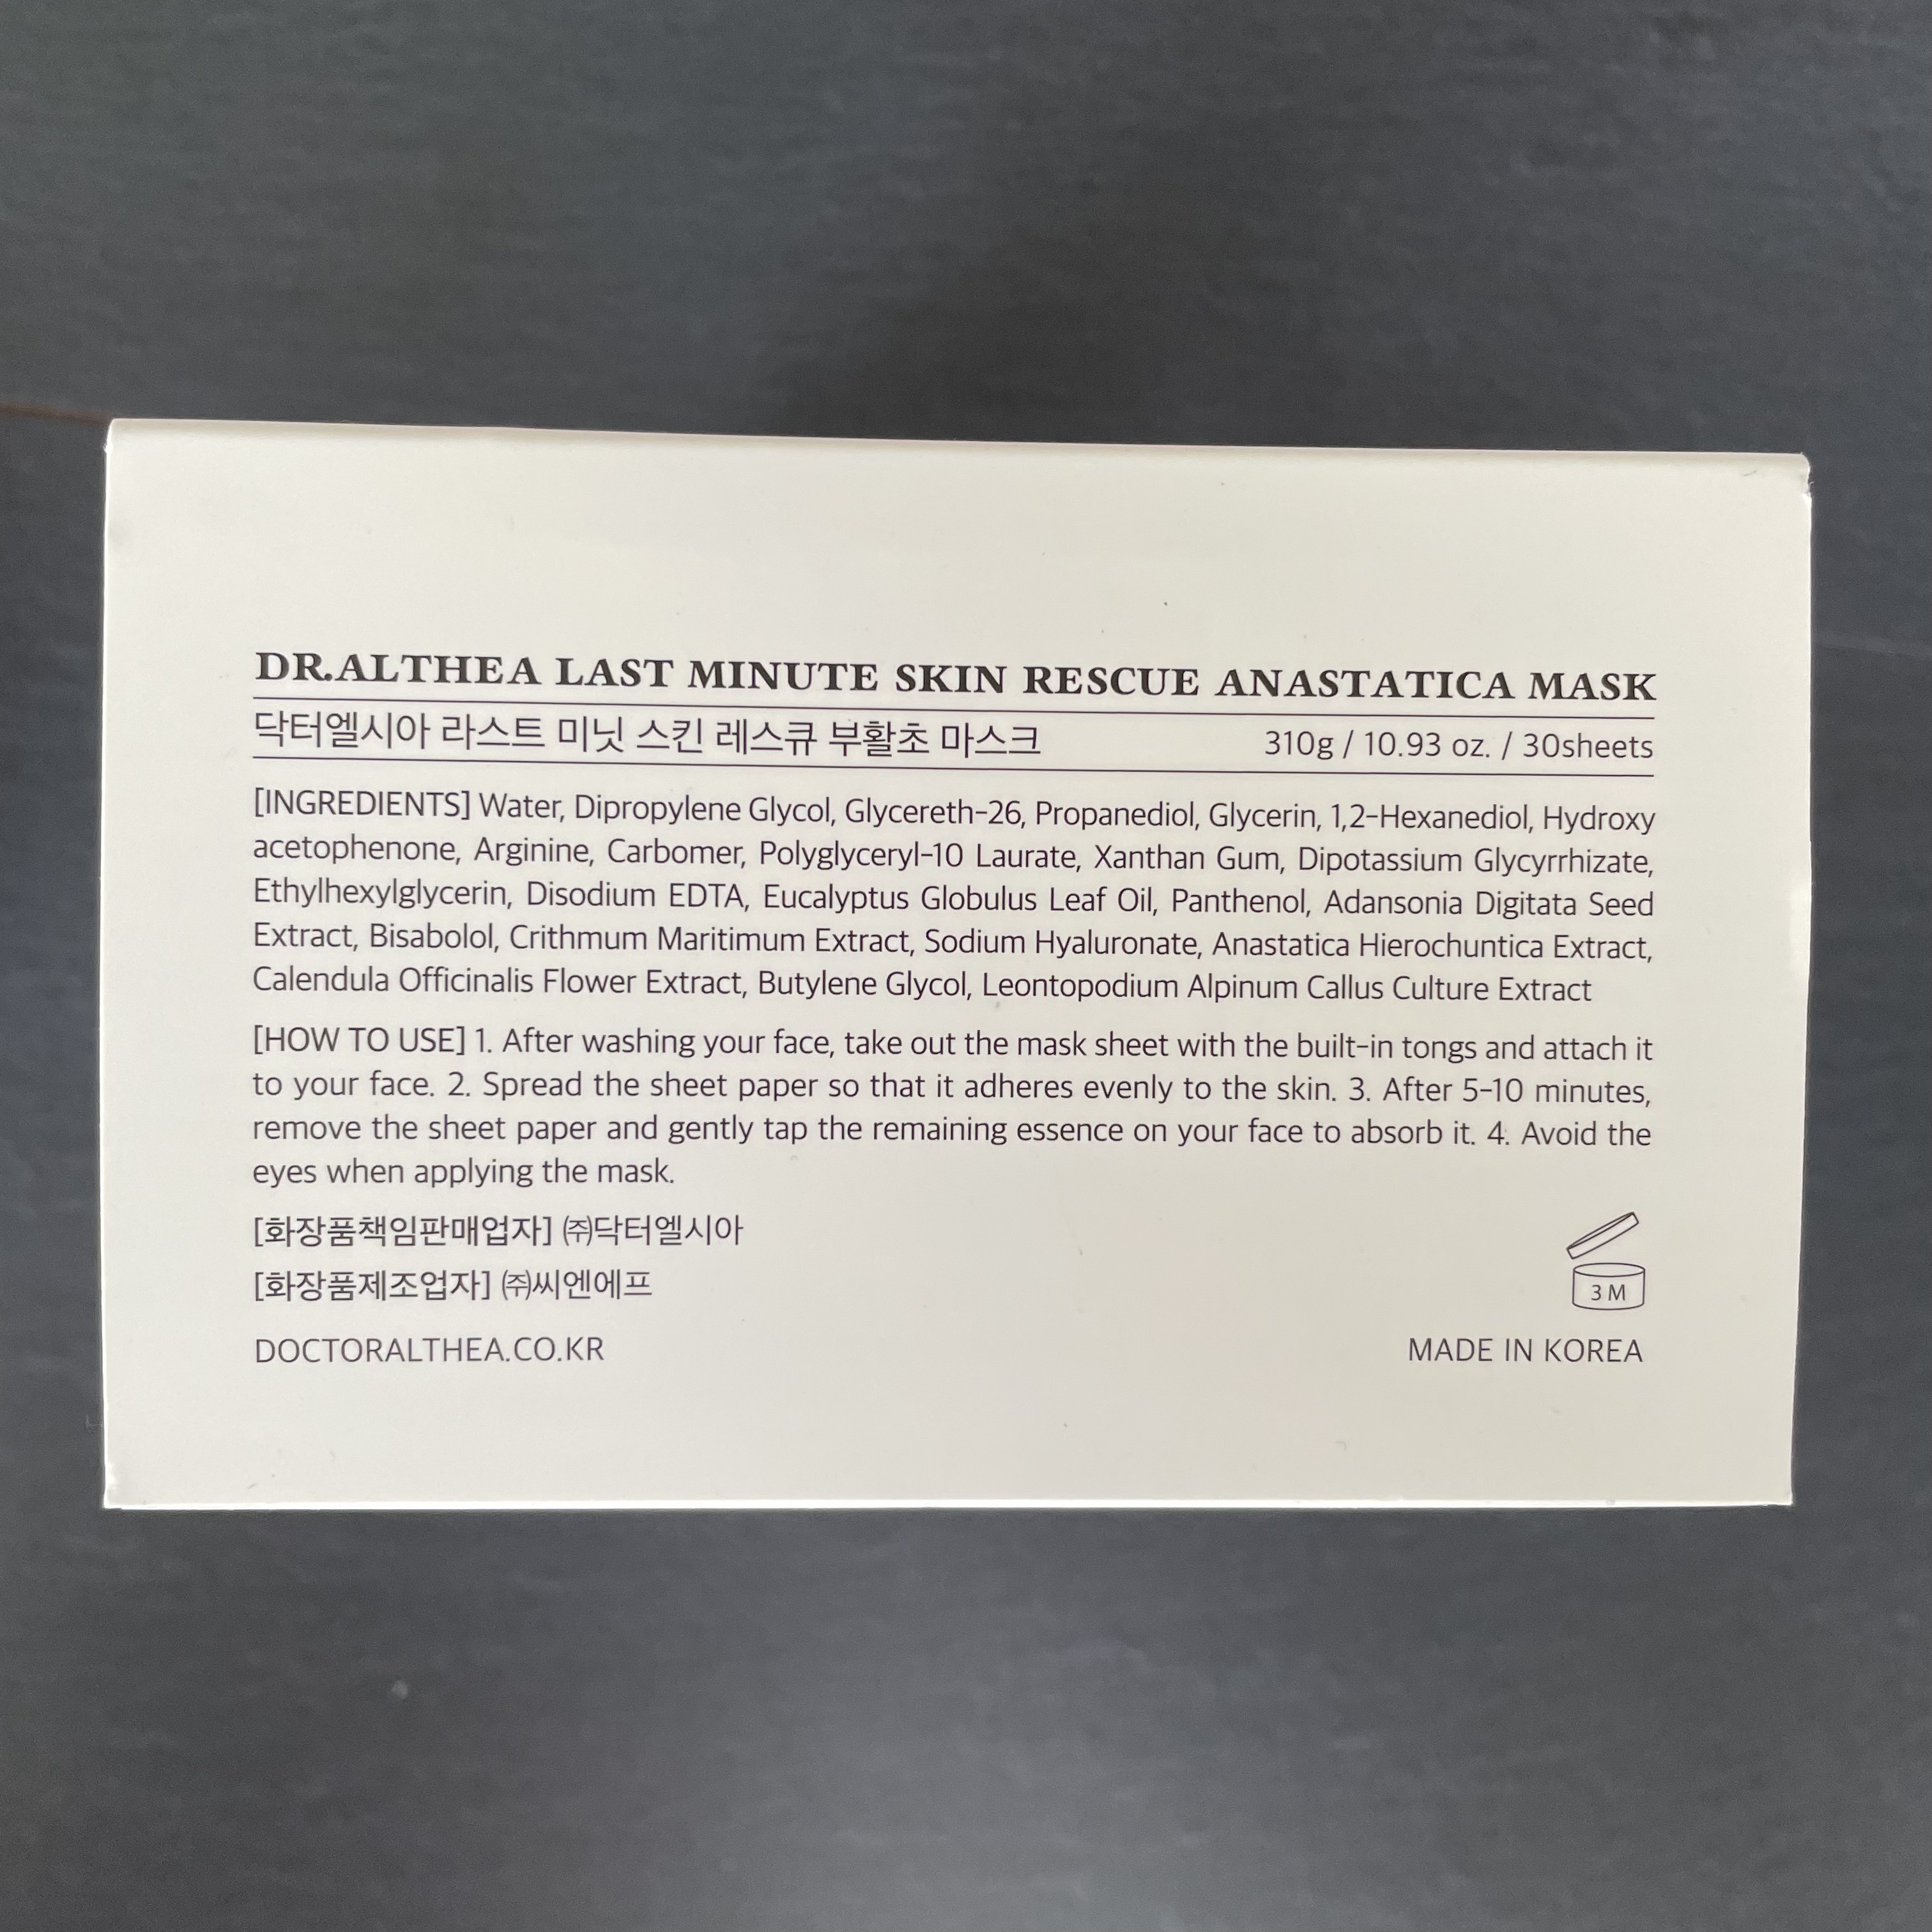 DR.ALTHEA LAST MINUTE SKIN RESCUE ANASTATICA MASK
닥터엘시아 라스트 미닛 스킨 레스큐 부활초 마스크 310g / 10.93 oz. / 30sheets
[INGREDIENTS] Water, Dipropylene Glycol, Glycereth-26, Propanediol, Glycerin, 1,2-Hexanediol, Hydroxy
acetophenone, Arginine, Carbomer, Polyglyceryl-10 Laurate, Xanthan Gum, Dipotassium Glycyrrhizate,
Ethylhexylglycerin, Disodium EDTA, Eucalyptus Globulus Leaf Oil, Panthenol, Adansonia Digitata Seed
Extract, Bisabolol, Crithmum Maritimum Extract, Sodium Hyaluronate, Anastatica Hierochuntica Extract,
Calendula Officinalis Flower Extract, Butylene Glycol, Leontopodium Alpinum Callus Culture Extract
[HOW TO USE] 1. After washing your face, take out the mask sheet with the built-in tongs and attach it
to your face. 2. Spread the sheet paper so that it adheres evenly to the skin. 3. After 5-10 minutes,
remove the sheet paper and gently tap the remaining essence on your face to absorb it. 4. Avoid the
eyes when applying the mask.
[화장품책임판매업자] ㈜닥터엘시아
[화장품제조업자] ㈜씨엔에프
3 M
DOCTORALTHEA.CO.KR MADE IN KOREA